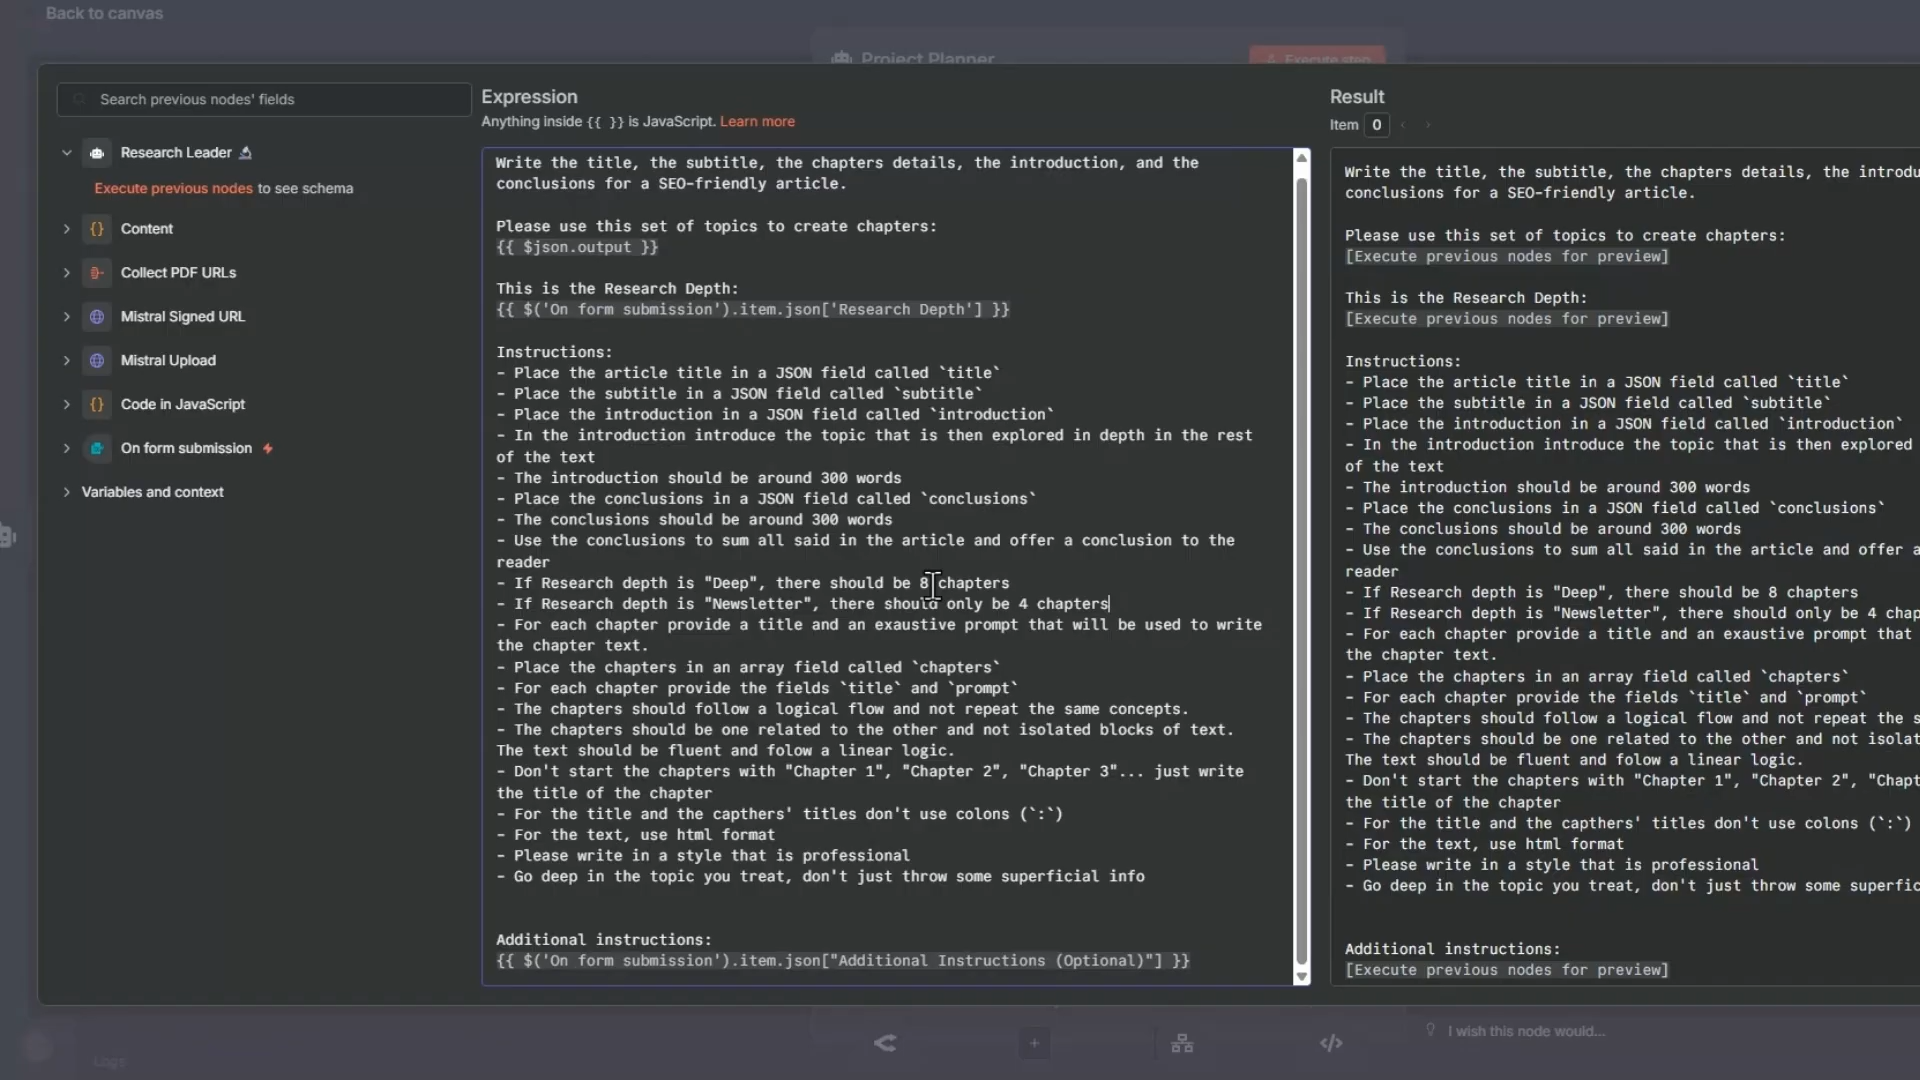 Back to canvas
Project Planner
Execute step
Search previous nodes' fields
Research Leader
Execute previous nodes to see schema
Content
Collect PDF URLs
Mistral Signed URL
Mistral Upload
Code in JavaScript
On form submission
Variables and context
Expression
Anything inside {{ }} is JavaScript. Learn more
Write the title, the subtitle, the chapters details, the introduction, and the
conclusions for a SEO-friendly article.
Please use this set of topics to create chapters:
{{ $json.output }}
This is the Research Depth:
{{ $('On form submission').item.json['Research Depth'] }}
Instructions:
- Place the article title in a JSON field called `title`
- Place the subtitle in a JSON field called `subtitle`
- Place the introduction in a JSON field called `introduction`
- In the introduction introduce the topic that is then explored in depth in the rest
of the text
- The introduction should be around 300 words
- Place the conclusions in a JSON field called `conclusions`
- The conclusions should be around 300 words
- Use the conclusions to sum all said in the article and offer a conclusion to the
reader
- If Research depth is "Deep", there should be 8 chapters
- If Research depth is "Newsletter", there should only be 4 chapters
- For each chapter provide a title and an exaustive prompt that will be used to write
the chapter text.
- Place the chapters in an array field called `chapters`
- For each chapter provide the fields `title` and `prompt`
- The chapters should follow a logical flow and not repeat the same concepts.
- The chapters should be one related to the other and not isolated blocks of text.
The text should be fluent and folow a linear logic.
- Don't start the chapters with "Chapter 1", "Chapter 2", "Chapter 3"... just write
the title of the chapter
- For the title and the capthers' titles don't use colons (`:`)
- For the text, use html format
- Please write in a style that is professional
- Go deep in the topic you treat, don't just throw some superficial info
Additional instructions:
{{ $('On form submission').item.json["Additional Instructions (Optional)"] }}
Result
Item 0
Write the title, the subtitle, the chapters details, the introdu
conclusions for a SEO-friendly article.
Please use this set of topics to create chapters:
[Execute previous nodes for preview]
This is the Research Depth:
[Execute previous nodes for preview]
Instructions:
- Place the article title in a JSON field called `title`
- Place the subtitle in a JSON field called `subtitle`
- Place the introduction in a JSON field called `introduction`
- In the introduction introduce the topic that is then explored
of the text
- The introduction should be around 300 words
- Place the conclusions in a JSON field called `conclusions`
- The conclusions should be around 300 words
- Use the conclusions to sum all said in the article and offer a
reader
- If Research depth is "Deep", there should be 8 chapters
- If Research depth is "Newsletter", there should only be 4 chap
- For each chapter provide a title and an exaustive prompt that
the chapter text.
- Place the chapters in an array field called `chapters`
- For each chapter provide the fields `title` and `prompt`
- The chapters should follow a logical flow and not repeat the s
- The chapters should be one related to the other and not isolat
The text should be fluent and folow a linear logic.
- Don't start the chapters with "Chapter 1", "Chapter 2", "Chapt
the title of the chapter
- For the title and the capthers' titles don't use colons (`:`)
- For the text, use html format
- Please write in a style that is professional
- Go deep in the topic you treat, don't just throw some superfic
Additional instructions:
[Execute previous nodes for preview]
I wish this node would...
Logs